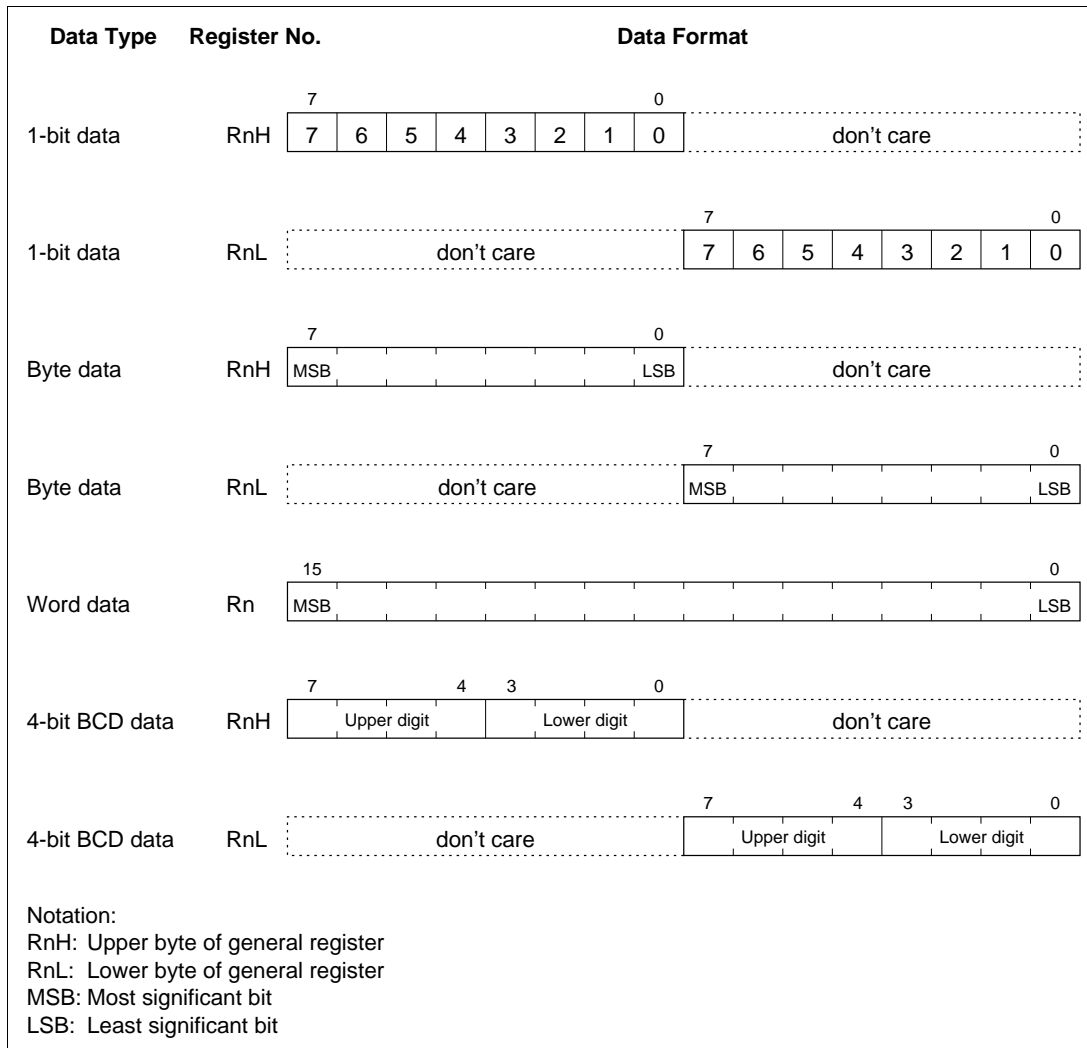 Data Type Register No. Data Format
7 0
1-bit data RnH 7 6 5 4 3 2 1 0 don't care
7 0
1-bit data RnL don't care 7 6 5 4 3 2 1 0
7 0
Byte data RnH MSB LSB don't care
7 0
Byte data RnL don't care MSB LSB
15 0
Word data Rn MSB LSB
7 4 3 0
4-bit BCD data RnH Upper digit Lower digit don't care
7 4 3 0
4-bit BCD data RnL don't care Upper digit Lower digit
Notation:
RnH: Upper byte of general register
RnL: Lower byte of general register
MSB: Most significant bit
LSB: Least significant bit